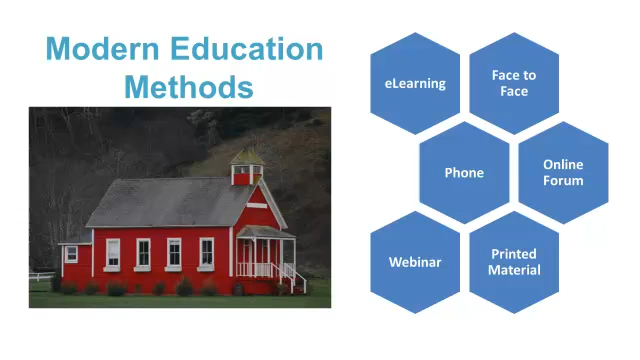 Modern Education
Methods
eLearning
Face to
Face
Phone
Online
Forum
Webinar
Printed
Material